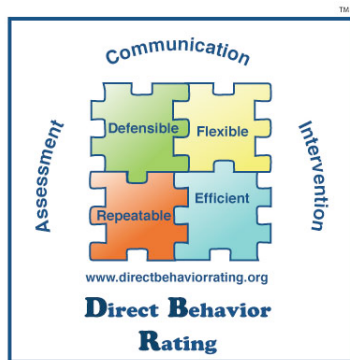 TM
Communication
Assessment
Intervention
Defensible
Flexible
Repeatable
Efficient
www.directbehaviorrating.org
Direct Behavior
Rating